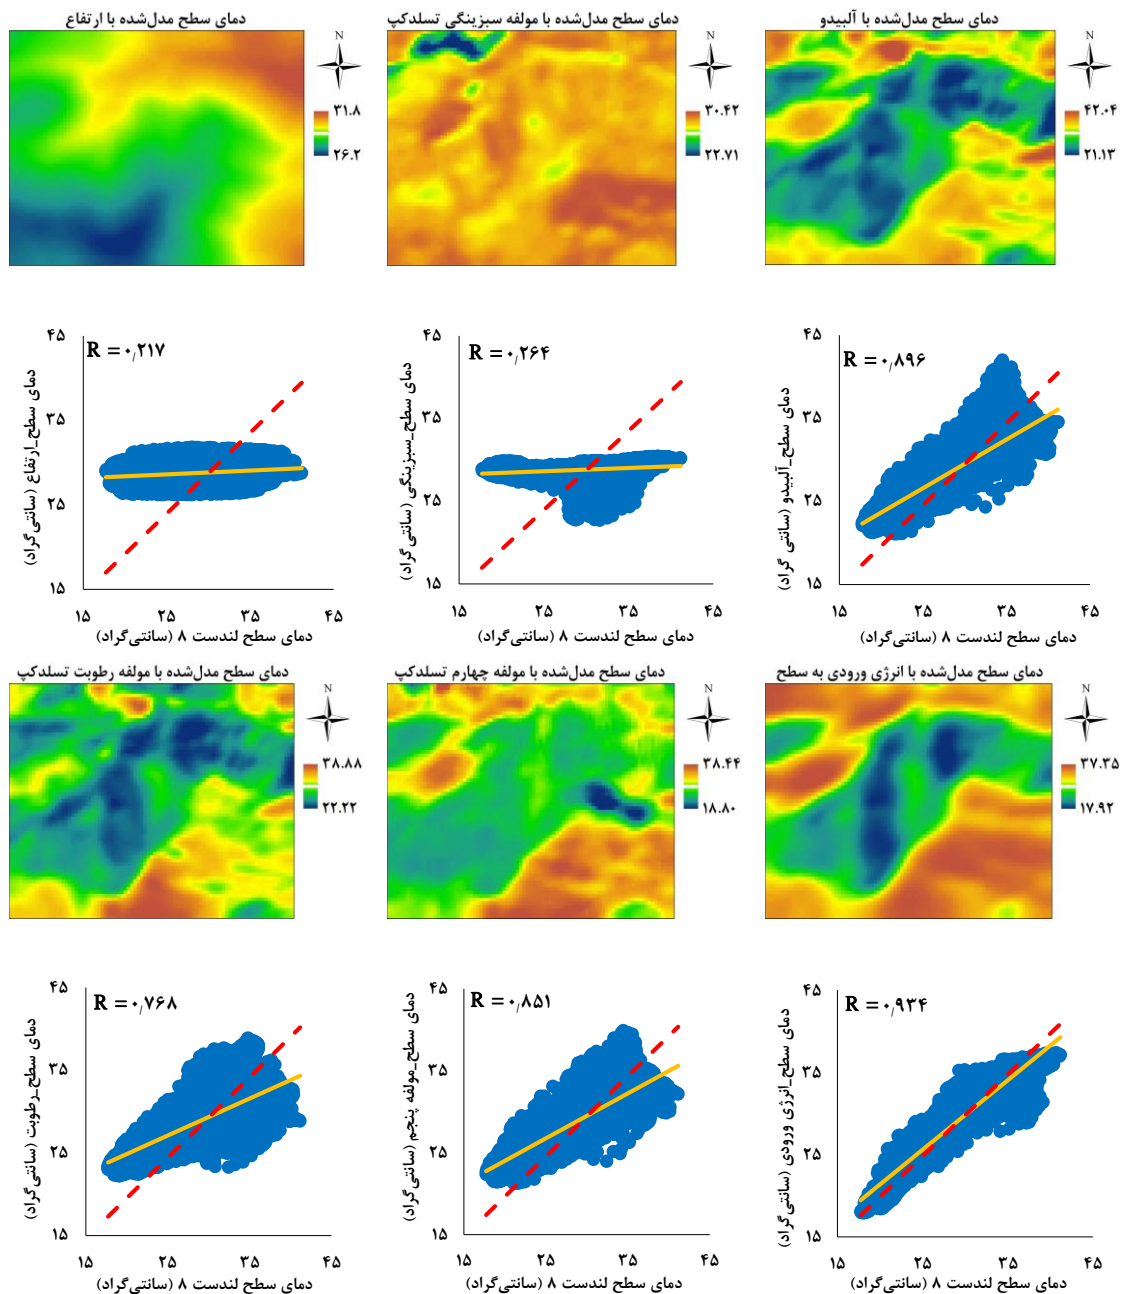 دمای سطح مدل‌شده با آلبیدو
دمای سطح مدل‌شده با مولفه سبزینگی تسلدکپ
دمای سطح مدل‌شده با ارتفاع
N
۴۲.۰۴
۲۱.۱۳
N
۳۰.۴۲
۲۲.۷۱
N
۳۱.۸
۲۶.۲
R = ۰٫۸۹۶
دمای سطح_آلبیدو (سانتی گراد)
۴۵
۳۵
۲۵
۱۵
۱۵ ۲۵ ۳۵ ۴۵
دمای سطح لندست ۸ (سانتی‌گراد)
R = ۰٫۲۶۴
دمای سطح_سبزینگی (سانتی‌گراد)
۴۵
۳۵
۲۵
۱۵
۱۵ ۲۵ ۳۵ ۴۵
دمای سطح لندست ۸ (سانتی‌گراد)
R = ۰٫۲۱۷
دمای سطح_ارتفاع (سانتی‌گراد)
۴۵
۳۵
۲۵
۱۵
۱۵ ۲۵ ۳۵ ۴۵
دمای سطح لندست ۸ (سانتی‌گراد)
دمای سطح مدل‌شده با انرژی ورودی به سطح
دمای سطح مدل‌شده با مولفه چهارم تسلدکپ
دمای سطح مدل‌شده با مولفه رطوبت تسلدکپ
N
۳۷.۳۵
۱۷.۹۲
N
۳۸.۴۴
۱۸.۸۰
N
۳۸.۸۸
۲۲.۲۲
R = ۰٫۹۳۴
دمای سطح_انرژی ورودی (سانتی‌گراد)
۴۵
۳۵
۲۵
۱۵
۱۵ ۲۵ ۳۵ ۴۵
دمای سطح لندست ۸ (سانتی‌گراد)
R = ۰٫۸۵۱
دمای سطح_مولفه پنجم (سانتی‌گراد)
۴۵
۳۵
۲۵
۱۵
۱۵ ۲۵ ۳۵ ۴۵
دمای سطح لندست ۸ (سانتی‌گراد)
R = ۰٫۷۶۸
دمای سطح_رطوبت (سانتی‌گراد)
۴۵
۳۵
۲۵
۱۵
۱۵ ۲۵ ۳۵ ۴۵
دمای سطح لندست ۸ (سانتی‌گراد)